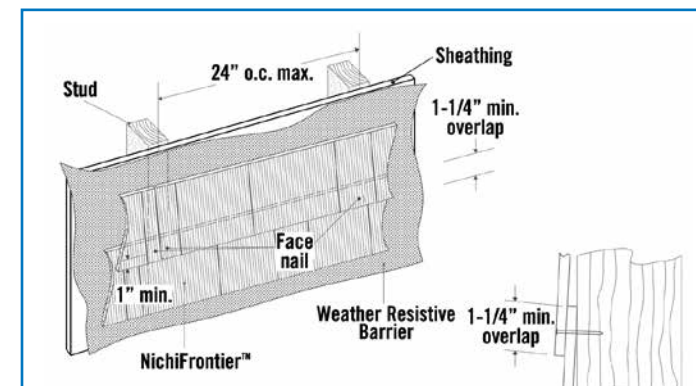 24” o.c. max.
Sheathing
Stud
1-1/4” min.
overlap
Face
nail
1” min.
Weather Resistive
Barrier
1-1/4” min.
overlap
NichiFrontier™